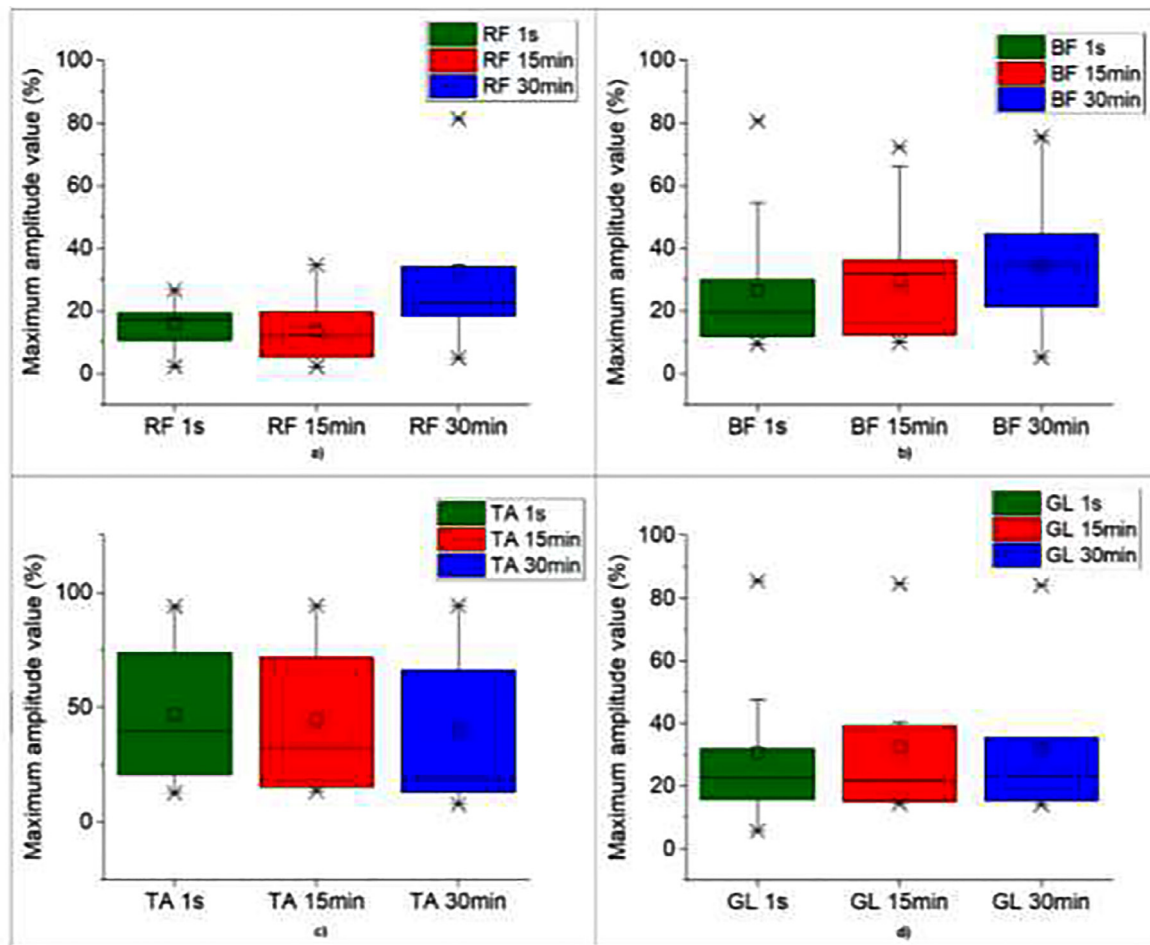 RF 1s
RF 15min
RF 30min
Maximum amplitude value (%)
100
80
60
40
20
0
RF 1s RF 15min RF 30min
a)
BF 1s
BF 15min
BF 30min
Maximum amplitude value (%)
100
80
60
40
20
0
BF 1s BF 15min BF 30min
b)
TA 1s
TA 15min
TA 30min
Maximum amplitude value (%)
100
50
0
TA 1s TA 15min TA 30min
c)
GL 1s
GL 15min
GL 30min
Maximum amplitude value (%)
100
80
60
40
20
0
GL 1s GL 15min GL 30min
d)